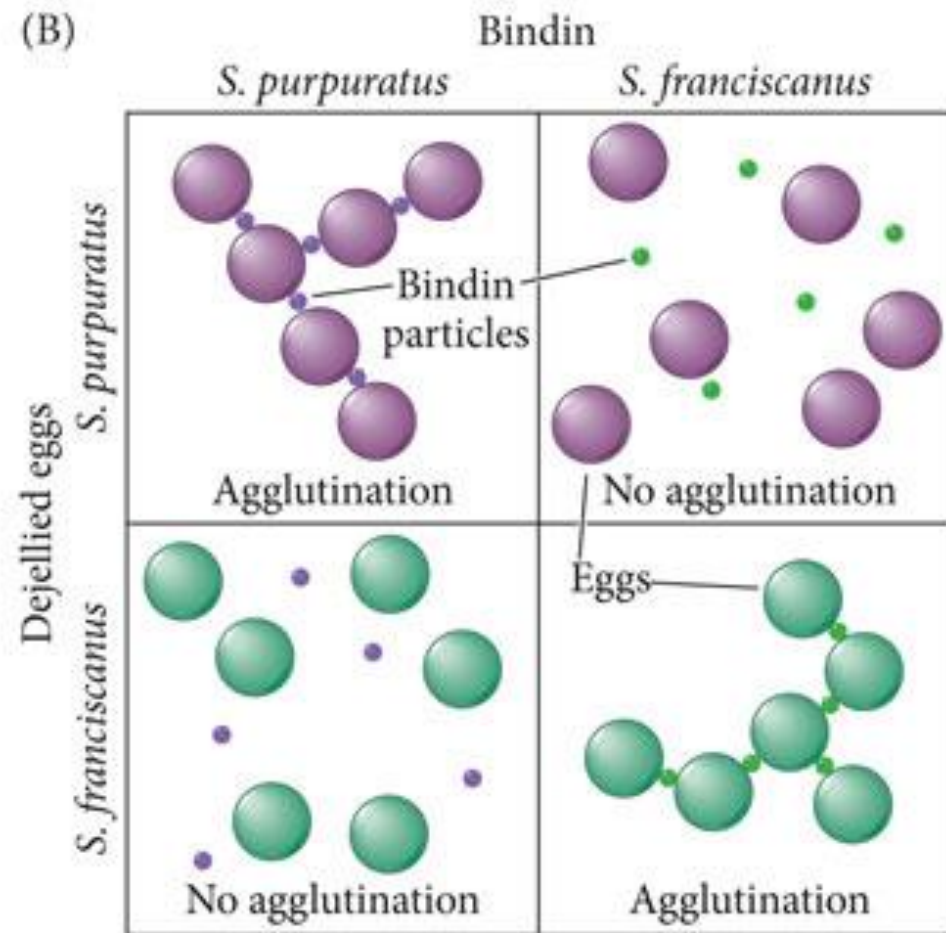 (B)
Bindin
S. purpuratus
S. franciscanus
Dejellied eggs
S. purpuratus
Bindin
particles
Agglutination
No agglutination
S. franciscanus
Eggs
No agglutination
Agglutination